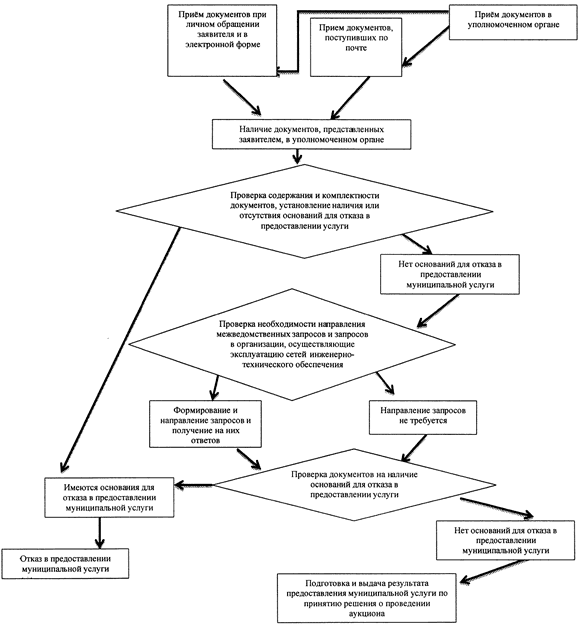 Приём документов при
личном обращении
заявителя и в
электронной форме
Прием документов,
поступивших по
почте
Приём документов в
уполномоченном органе
Наличие документов, представленных
заявителем, в уполномоченном органе
Проверка содержания и комплектности
документов, установление наличия или
отсутствия оснований для отказа в
предоставлении услуги
Нет оснований для отказа в
предоставлении
муниципальной услуги
Проверка необходимости направления
межведомственных запросов и запросов
в организации, осуществляющие
эксплуатацию сетей инженерно-
технического обеспечения
Формирование и
направление запросов и
получение на них
ответов
Направление запросов
не требуется
Проверка документов на наличие
оснований для отказа в
предоставлении услуги
Имеются основания для
отказа в предоставлении
муниципальной услуги
Нет оснований для отказа в
предоставлении
муниципальной услуги
Отказ в предоставлении
муниципальной услуги
Подготовка и выдача результата
предоставления муниципальной услуги по
принятию решения о проведении
аукциона